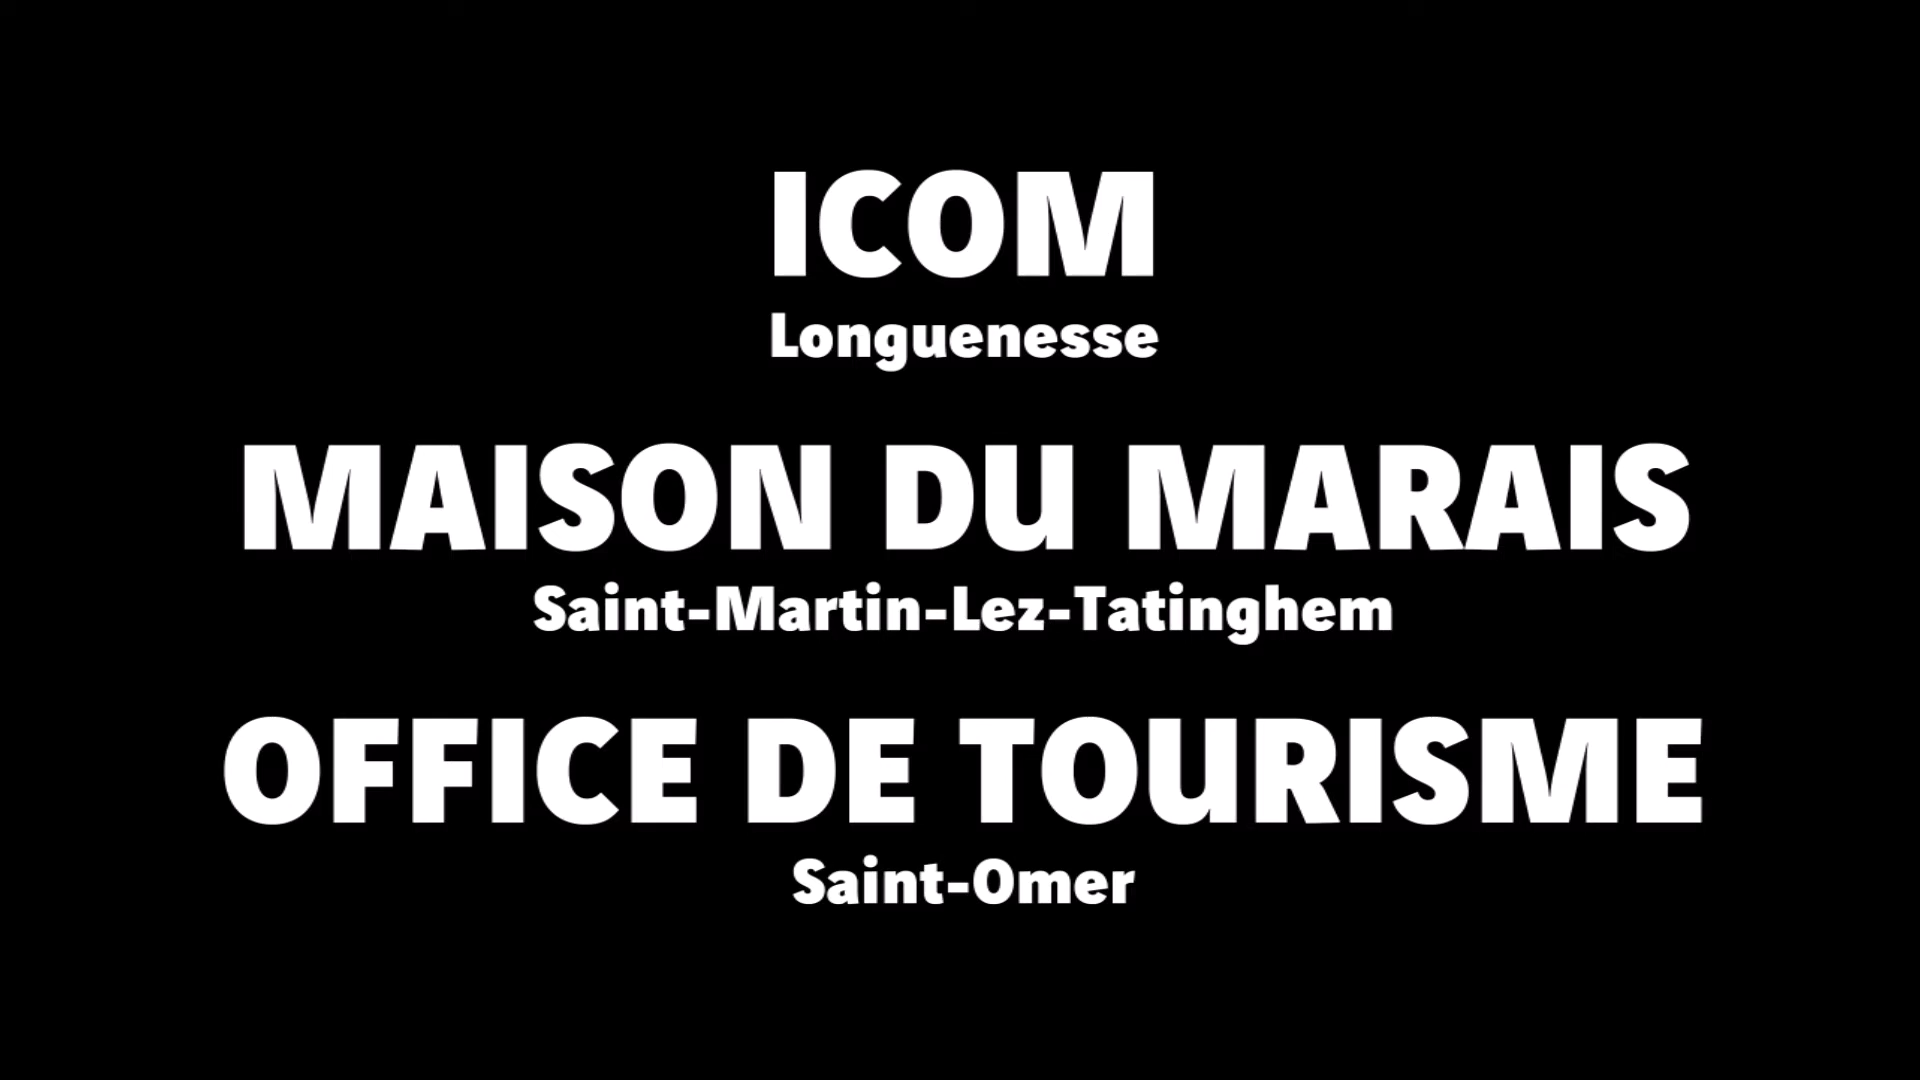 ICOM
Longuenesse
MAISON DU MARAIS
Saint-Martin-Lez-Tatinghem
OFFICE DE TOURISME
Saint-Omer